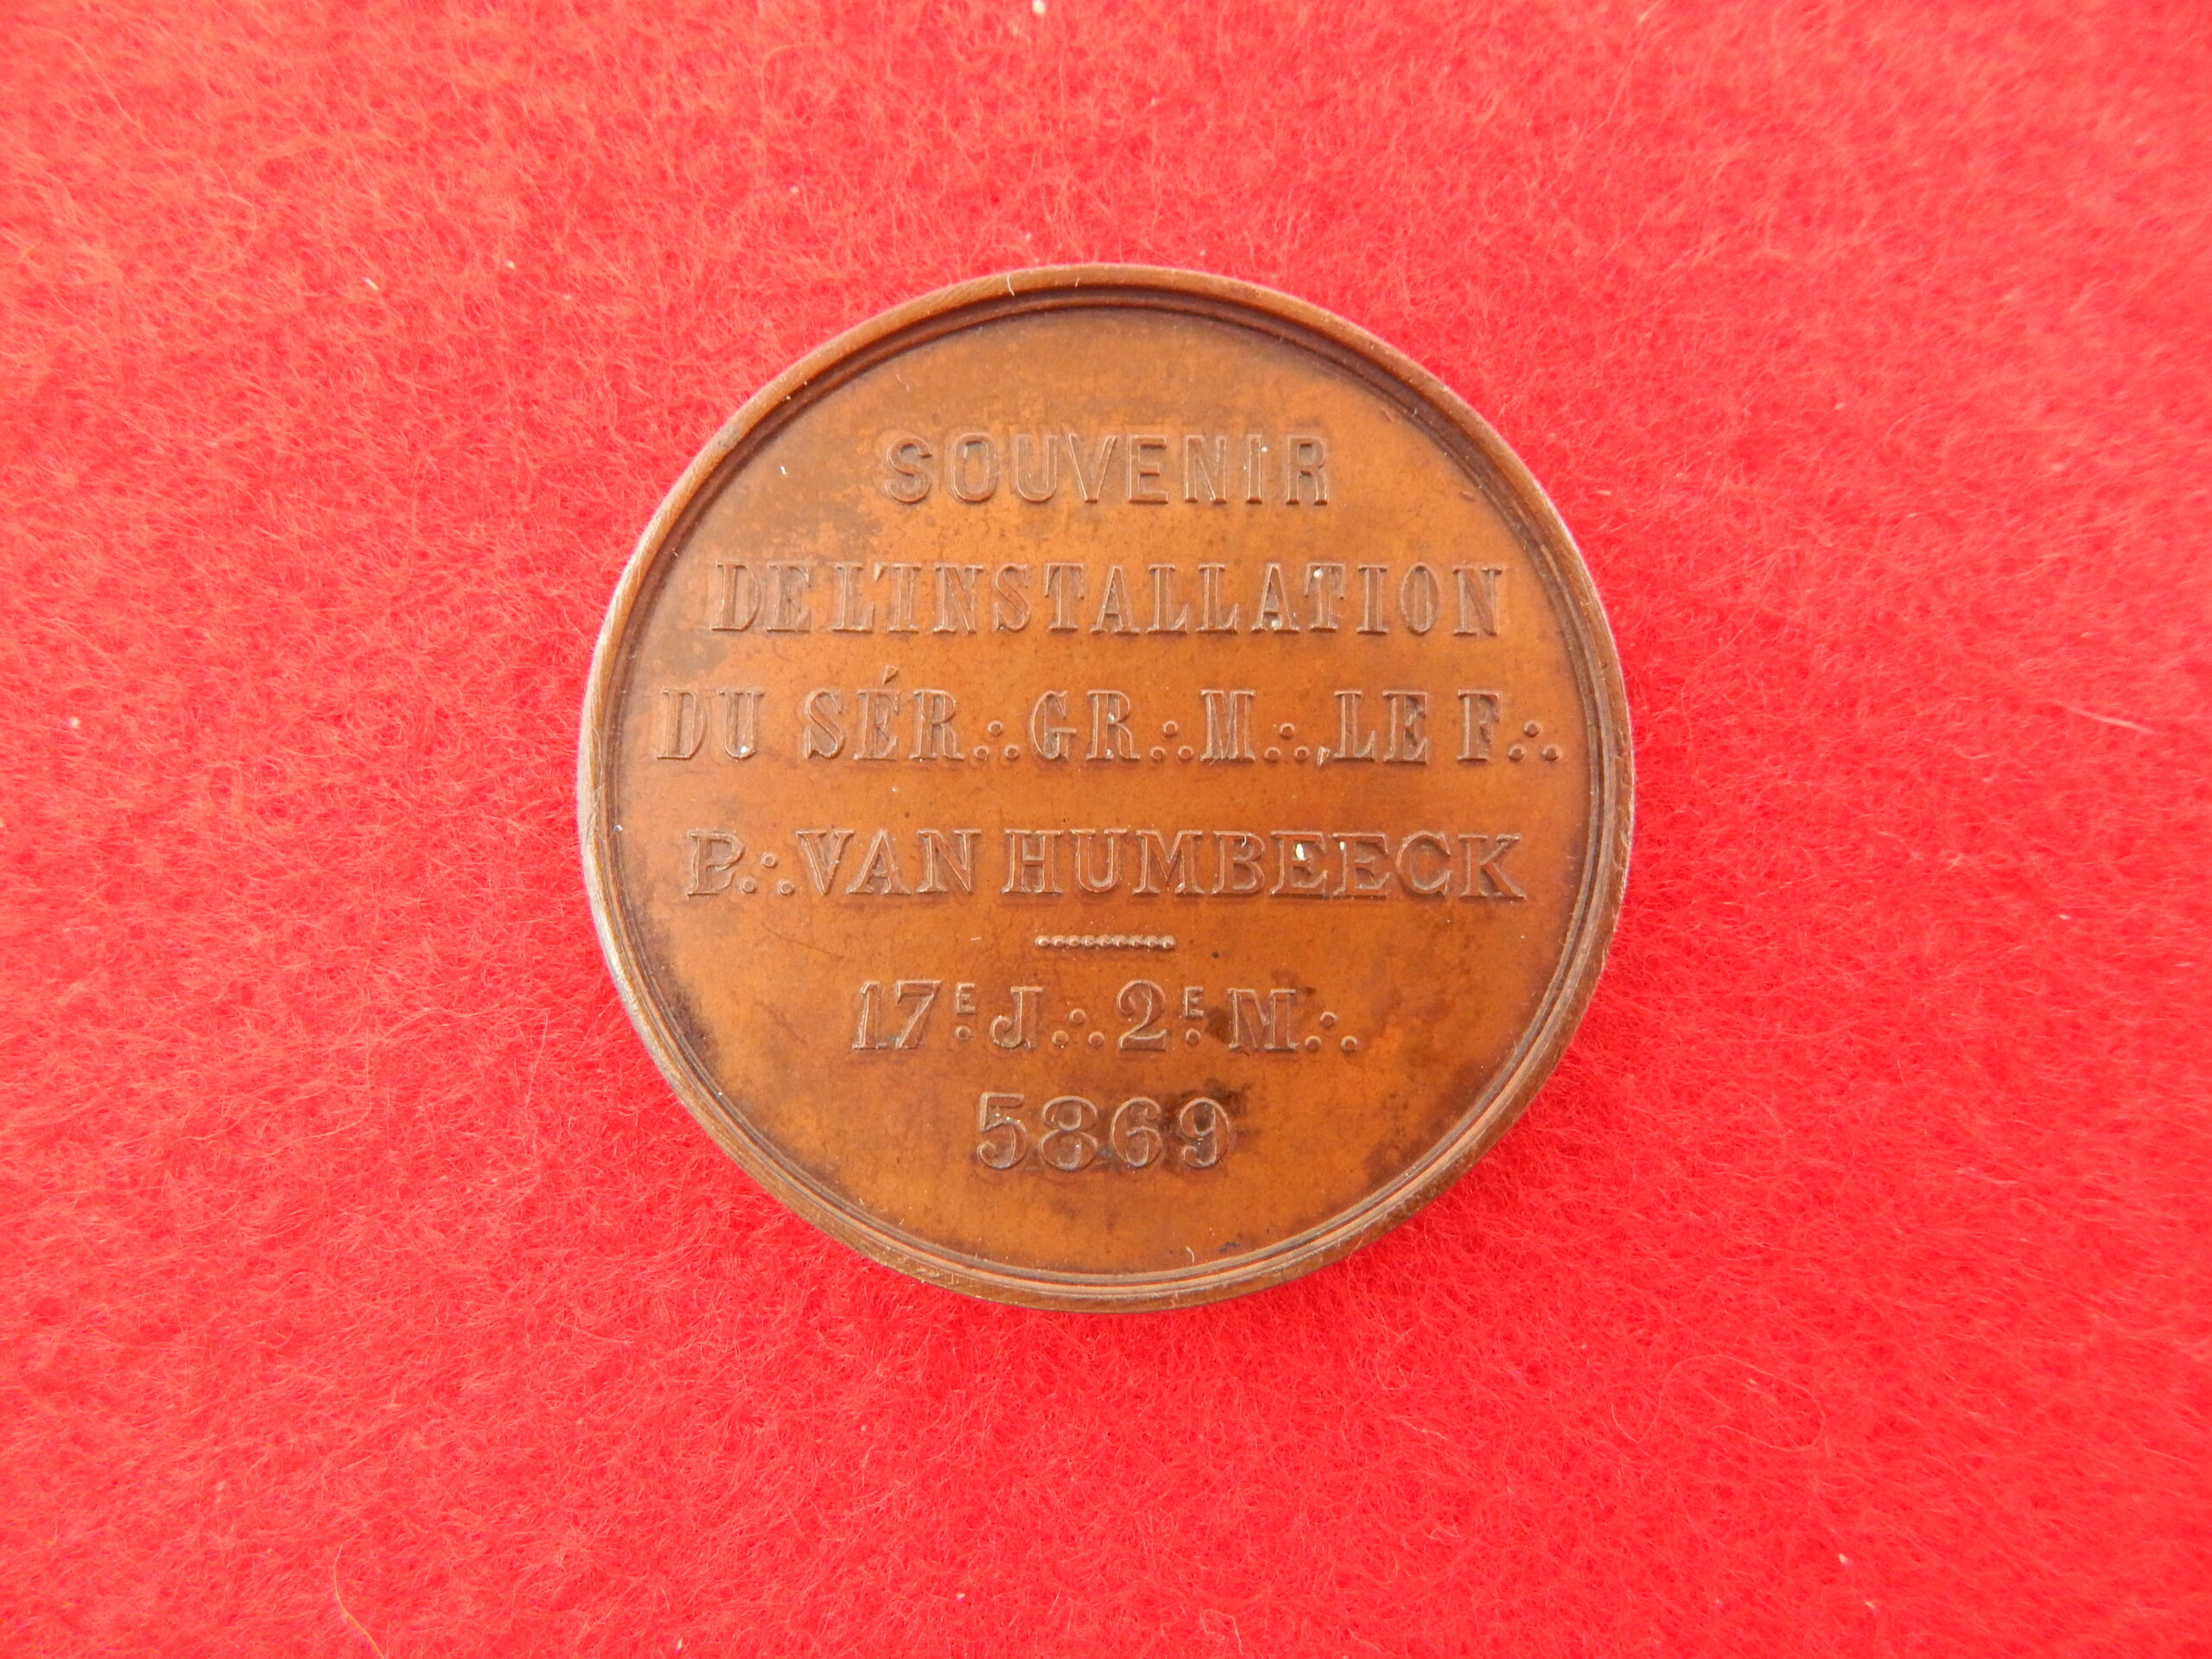 SOUVENIR
DE L'INSTALLATION
DU SÉR∴GR∴M∴LE F∴
P∴VAN HUMBEECK
17E J∴2E M∴
5869